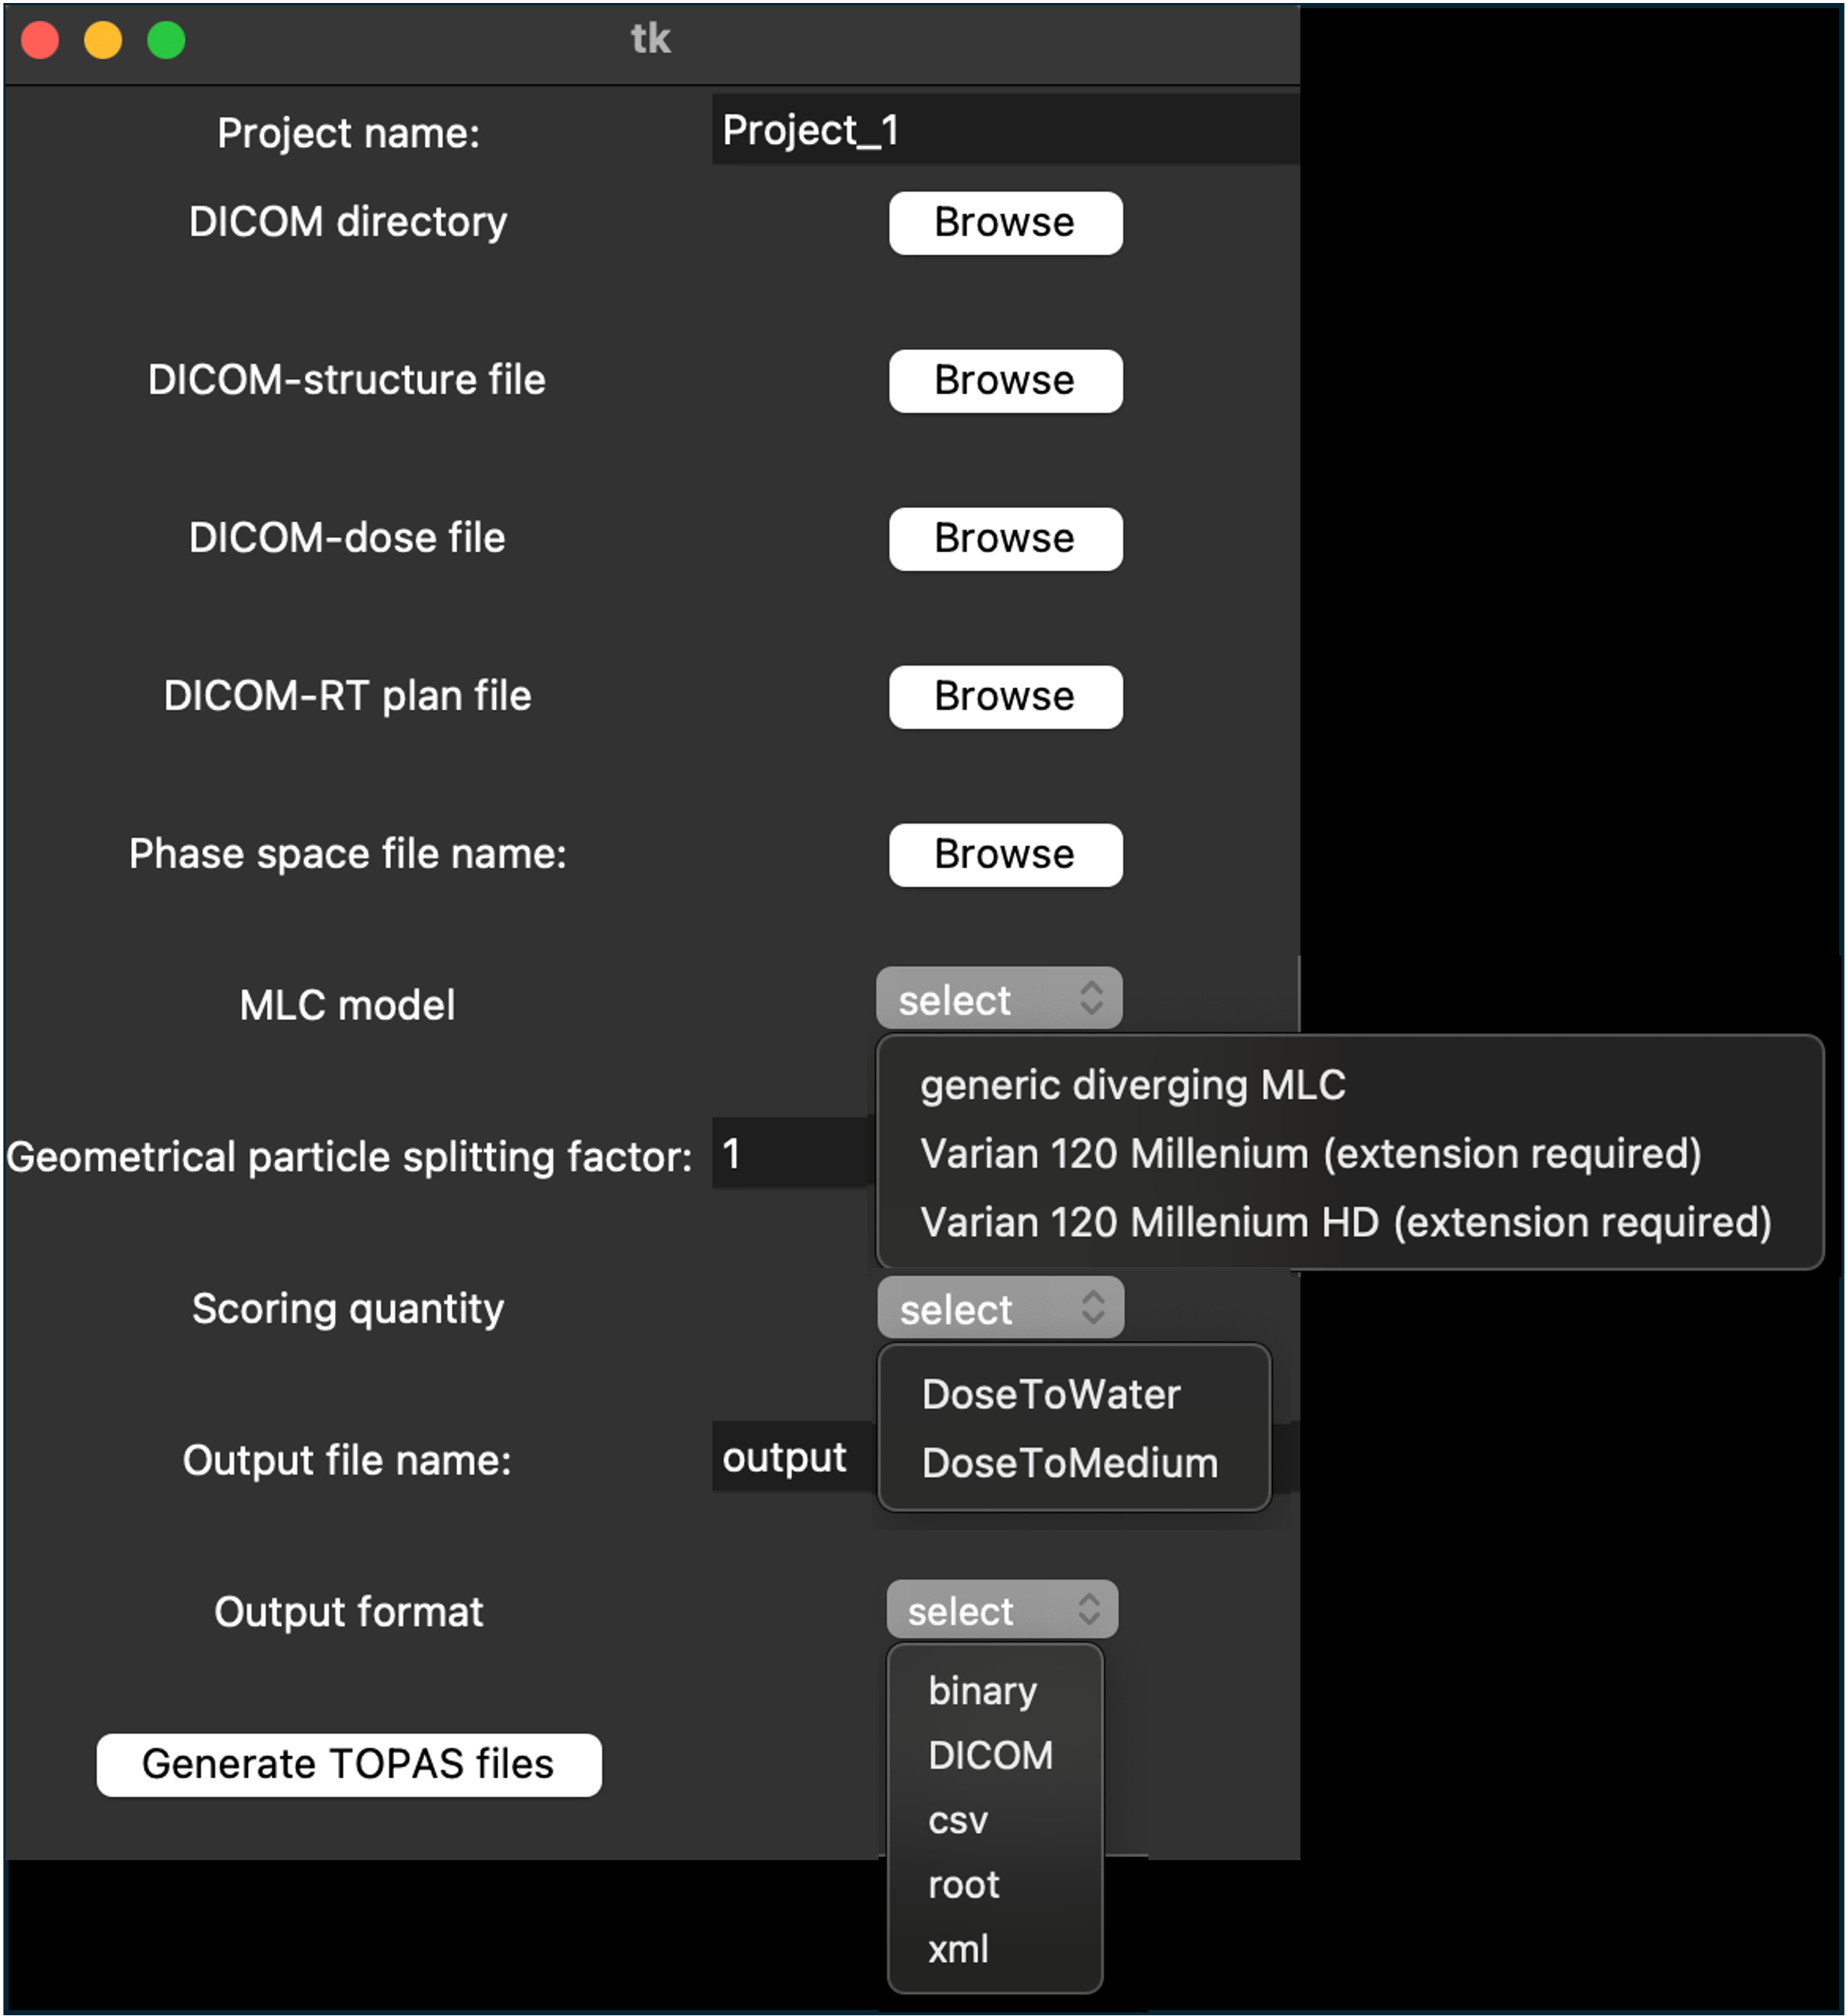 tk
Project name: Project_1
DICOM directory Browse
DICOM-structure file Browse
DICOM-dose file Browse
DICOM-RT plan file Browse
Phase space file name: Browse
MLC model select
generic diverging MLC
Geometrical particle splitting factor: 1 Varian 120 Millenium (extension required)
Varian 120 Millenium HD (extension required)
Scoring quantity select
DoseToWater
Output file name: output DoseToMedium
Output format select
binary
Generate TOPAS files DICOM
csv
root
xml